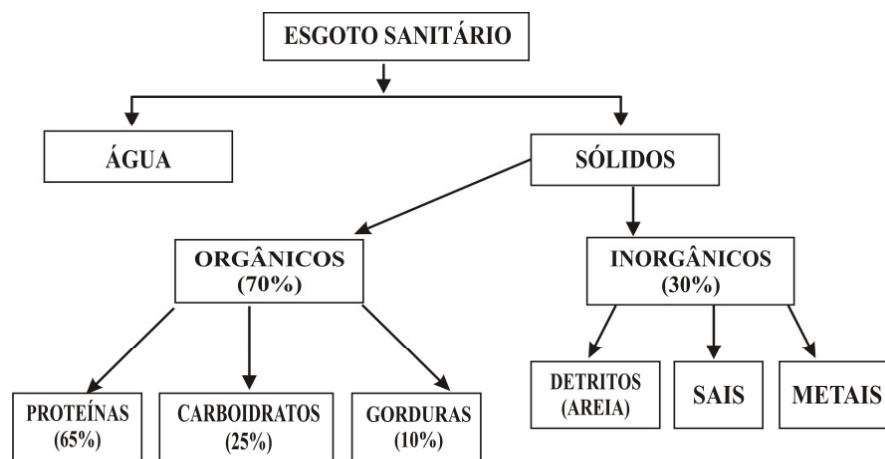 ESGOTO SANITÁRIO
ÁGUA
SÓLIDOS
ORGÂNICOS
(70%)
INORGÂNICOS
(30%)
PROTEÍNAS
(65%)
CARBOIDRATOS
(25%)
GORDURAS
(10%)
DETRITOS
(AREIA)
SAIS
METAIS